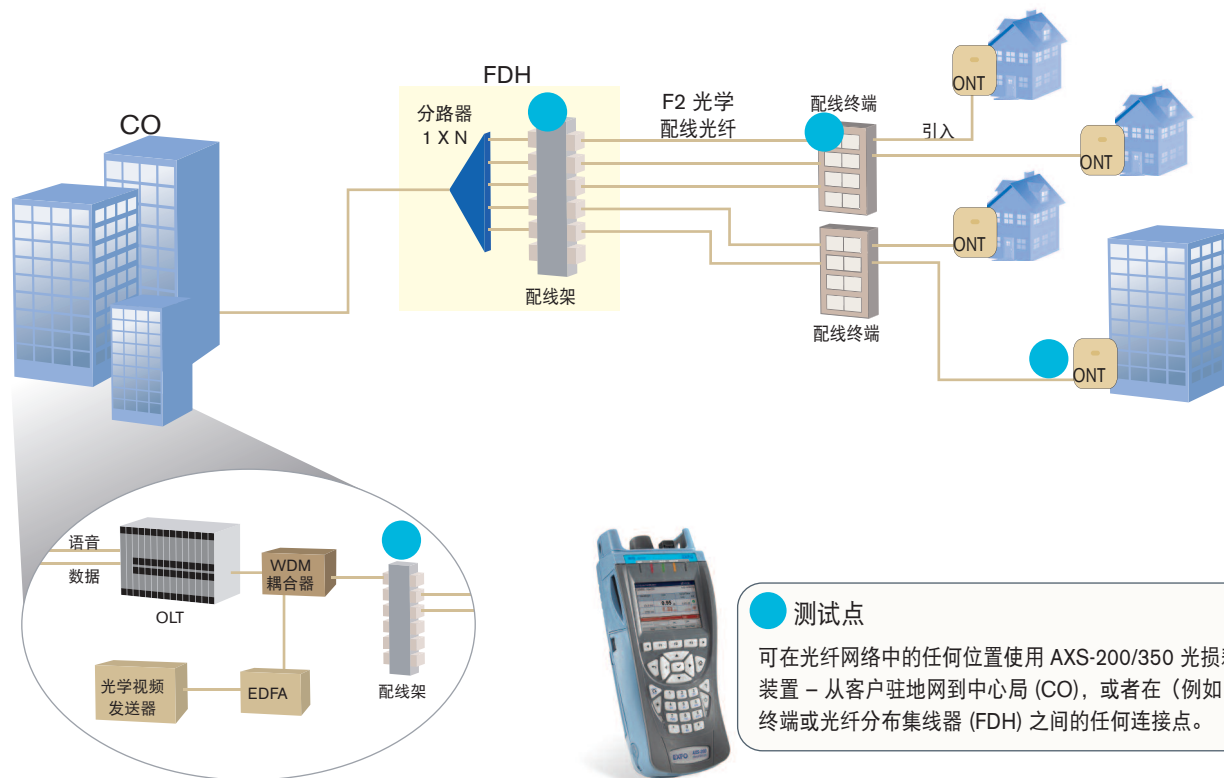 CO
FDH
分路器
1 X N
配线架
F2 光学
配线光纤
配线终端
引入
ONT
ONT
ONT
配线终端
ONT
语音
数据
OLT
WDM
耦合器
光学视频
发送器
EDFA
配线架
EXFO
测试点
可在光纤网络中的任何位置使用 AXS-200/350 光损
装置 – 从客户驻地网到中心局 (CO)，或者在（例如
终端或光纤分布集线器 (FDH) 之间的任何连接点。